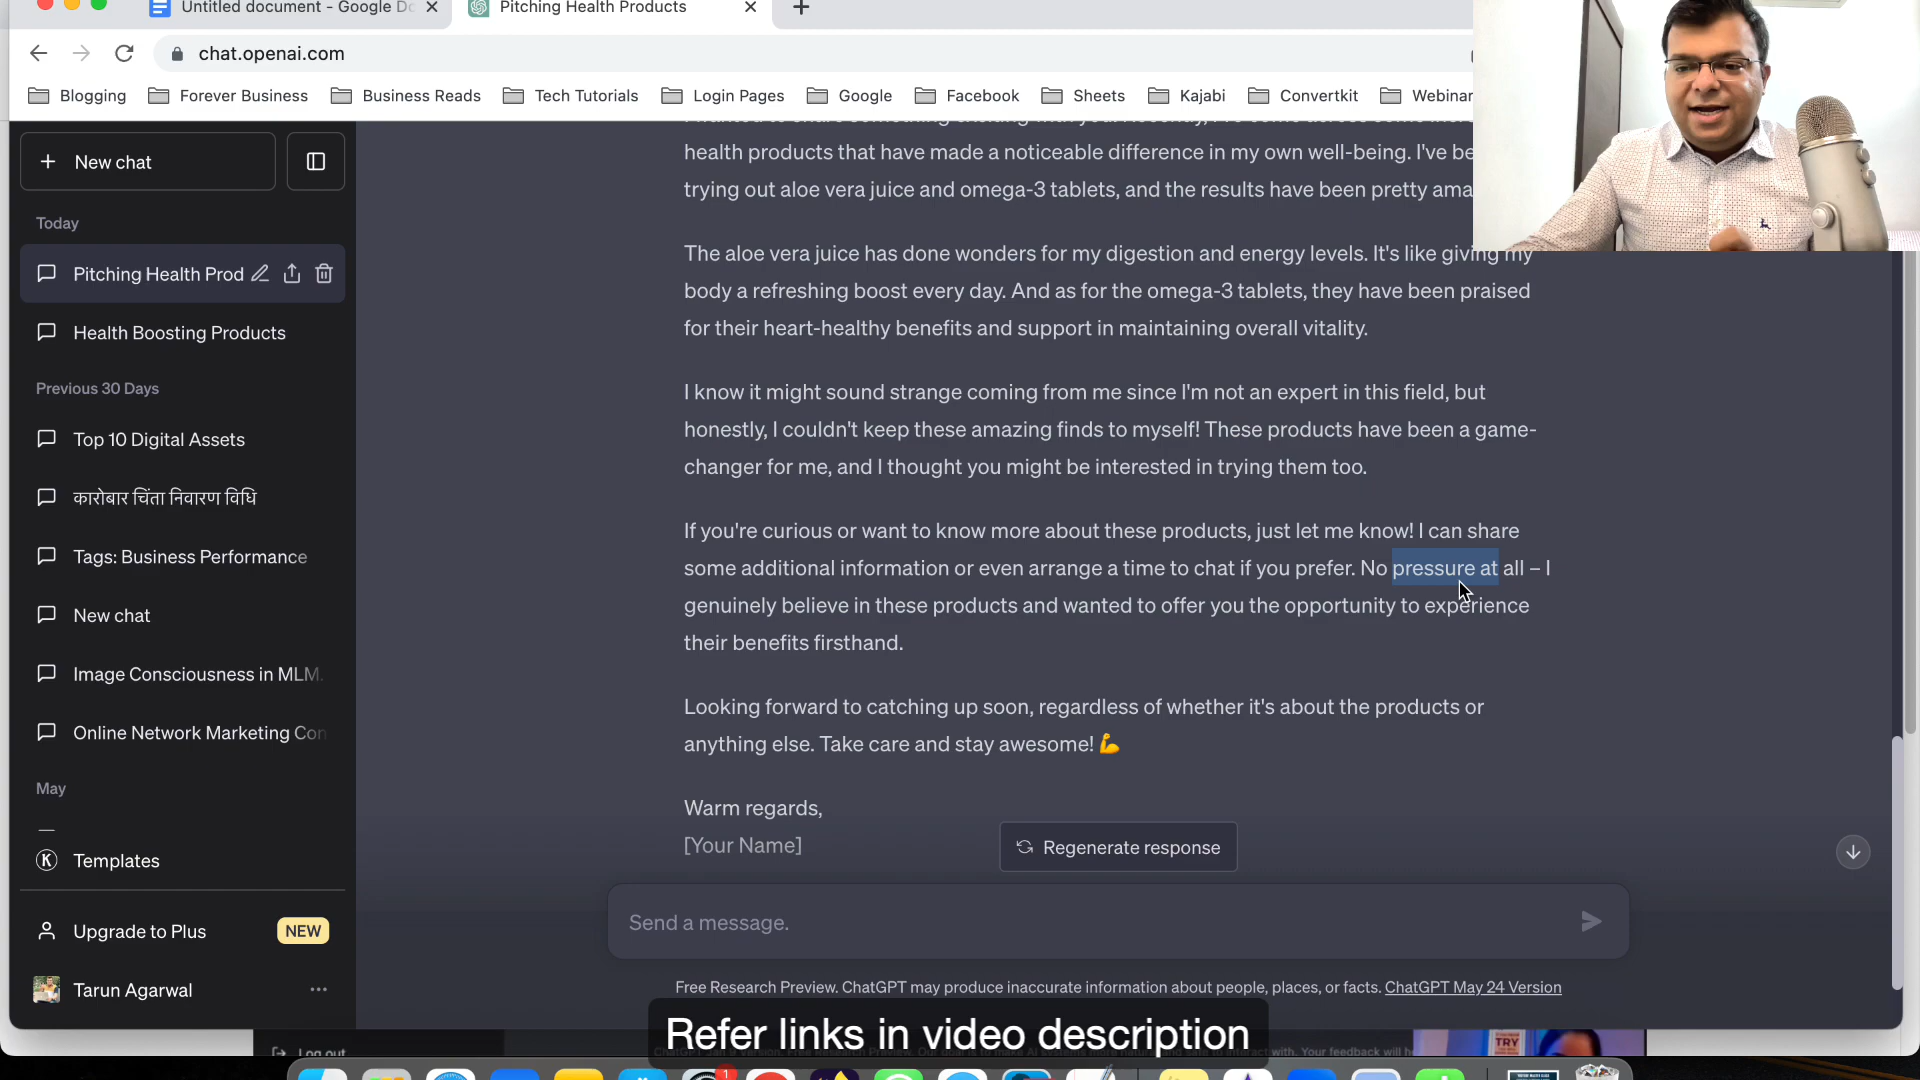 Untitled document - Google Do
Pitching Health Products
chat.openai.com
Blogging
Forever Business
Business Reads
Tech Tutorials
Login Pages
Google
Facebook
Sheets
Kajabi
Convertkit
Webinar
New chat
Today
Pitching Health Prod
Health Boosting Products
Previous 30 Days
Top 10 Digital Assets
कारोबार चिंता निवारण विधि
Tags: Business Performance
New chat
Image Consciousness in MLM.
Online Network Marketing Con
May
Templates
Upgrade to Plus
NEW
Tarun Agarwal
health products that have made a noticeable difference in my own well-being. I've be
trying out aloe vera juice and omega-3 tablets, and the results have been pretty ama
The aloe vera juice has done wonders for my digestion and energy levels. It's like giving my
body a refreshing boost every day. And as for the omega-3 tablets, they have been praised
for their heart-healthy benefits and support in maintaining overall vitality.
I know it might sound strange coming from me since I'm not an expert in this field, but
honestly, I couldn't keep these amazing finds to myself! These products have been a game-
changer for me, and I thought you might be interested in trying them too.
If you're curious or want to know more about these products, just let me know! I can share
some additional information or even arrange a time to chat if you prefer. No pressure at all – I
genuinely believe in these products and wanted to offer you the opportunity to experience
their benefits firsthand.
Looking forward to catching up soon, regardless of whether it's about the products or
anything else. Take care and stay awesome! 💪
Warm regards,
[Your Name]
Regenerate response
Send a message.
Free Research Preview. ChatGPT may produce inaccurate information about people, places, or facts. ChatGPT May 24 Version
Refer links in video description
Log out
TRY
1